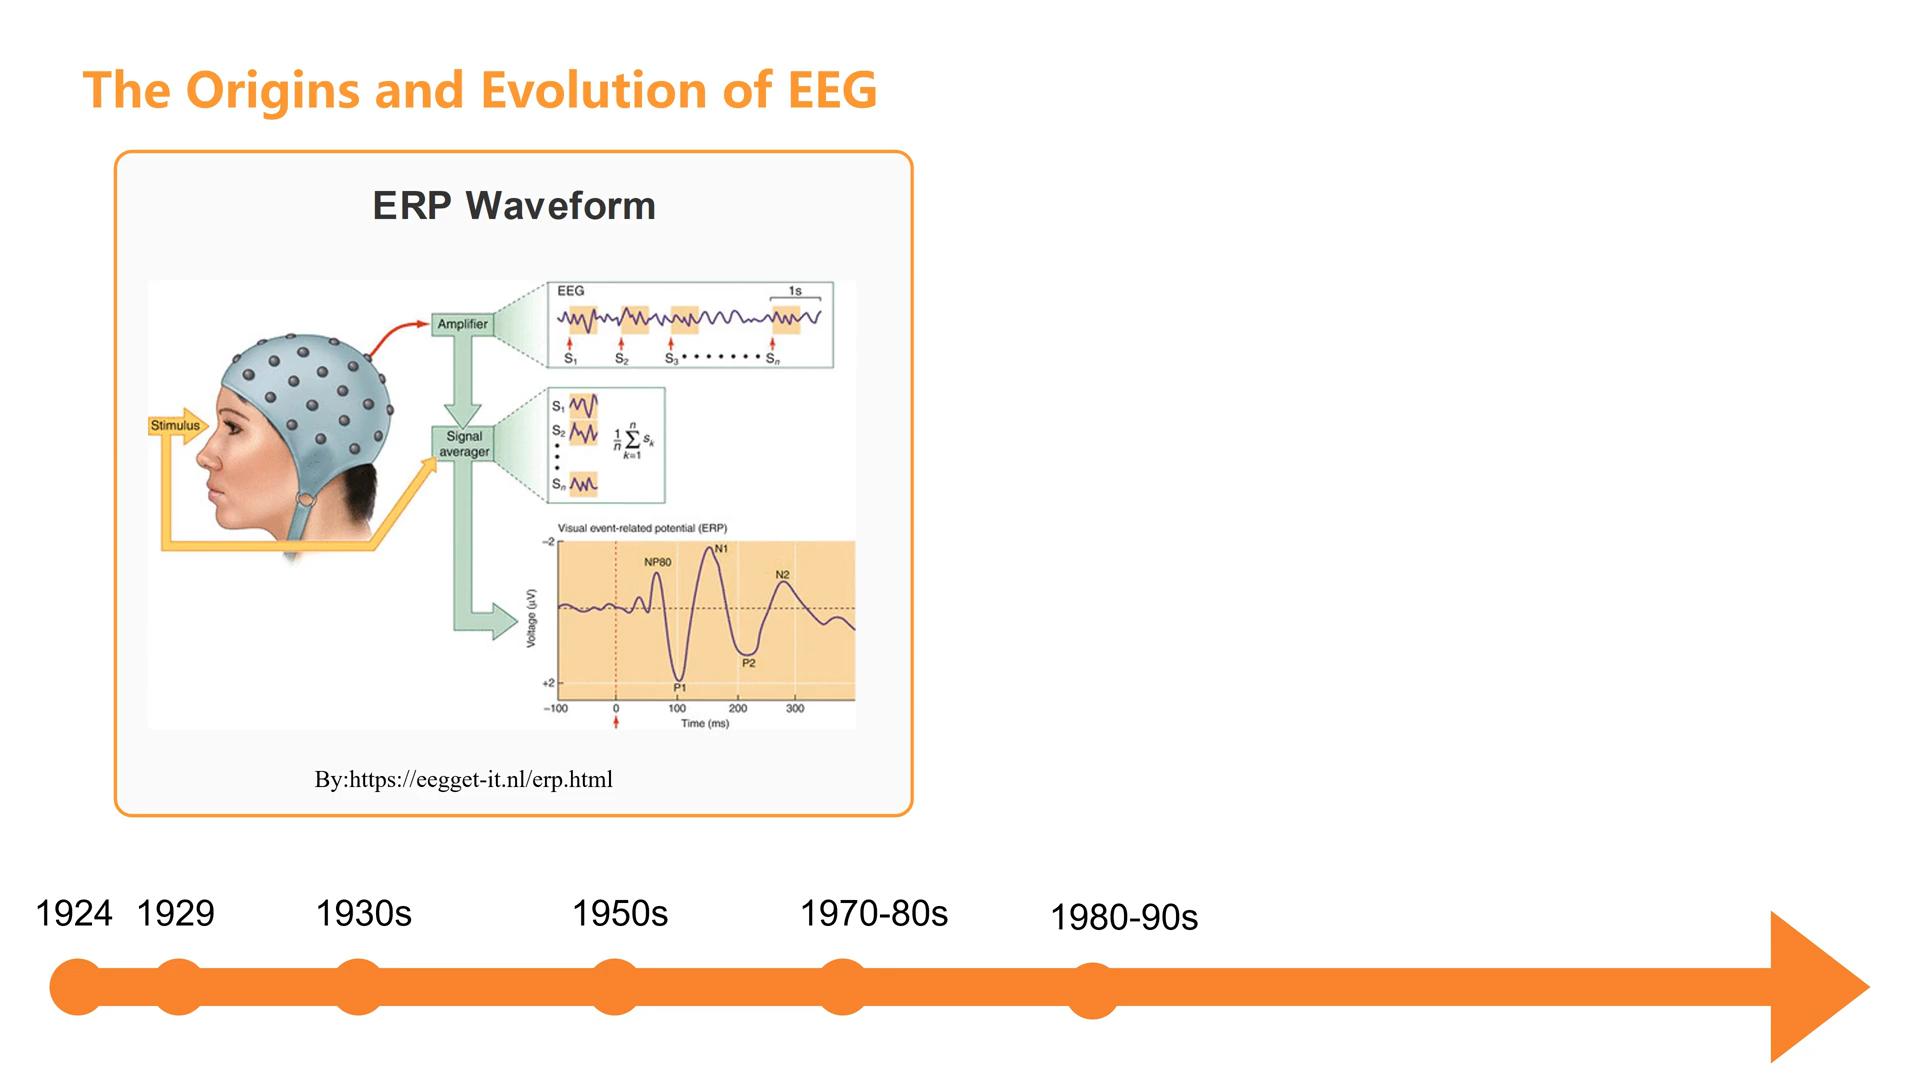 The Origins and Evolution of EEG
ERP Waveform
EEG
1s
Amplifier
S1
S2
S3
Sn
Stimulus
Signal
averager
S1
S2
Sn
1/n
n
∑ sk
k=1
Visual event-related potential (ERP)
−2
N1
NP80
N2
Voltage (µV)
P2
+2
P1
−100 0 100 200 300
Time (ms)
By:https://eegget-it.nl/erp.html
1924 1929 1930s 1950s 1970-80s 1980-90s